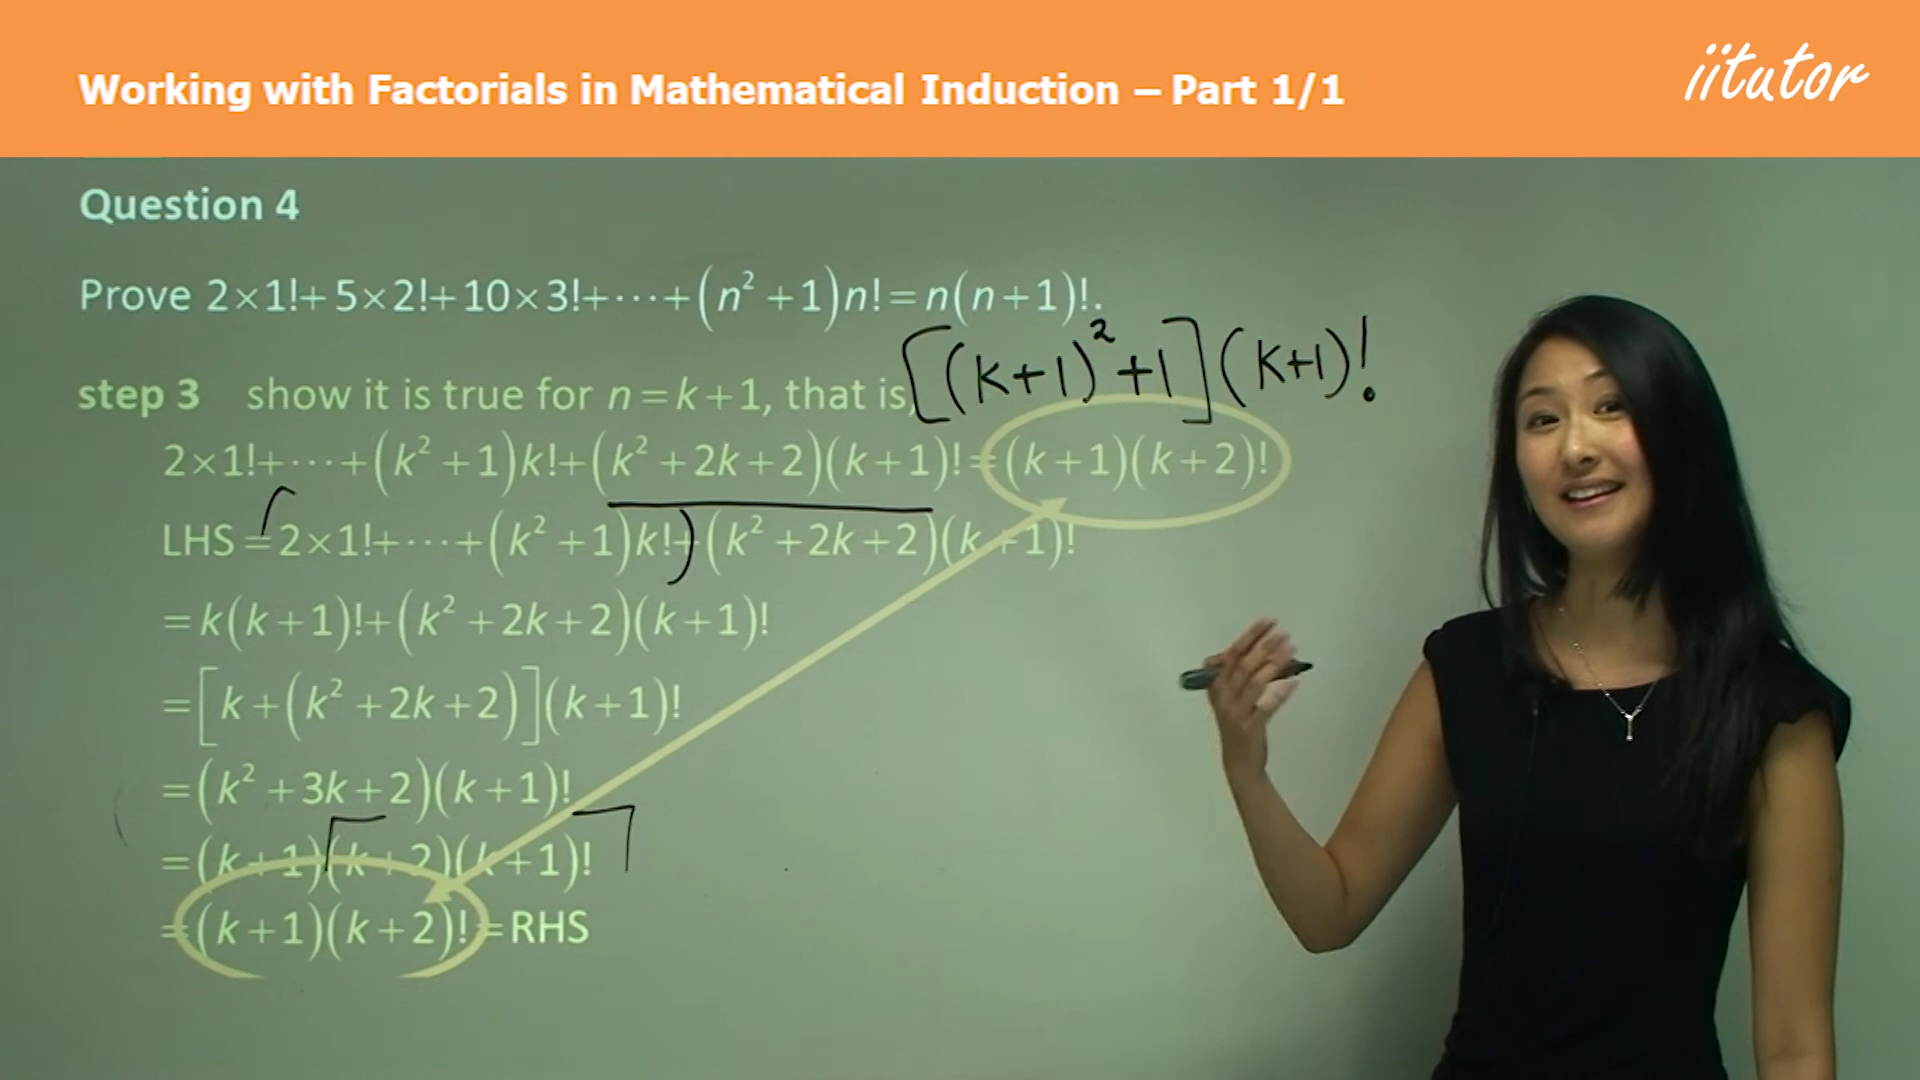 Working with Factorials in Mathematical Induction – Part 1/1
iitutor
Question 4
Prove 2×1!+5×2!+10×3!+⋯+(n²+1)n!=n(n+1)!.
[(k+1)²+1](k+1)!
step 3 show it is true for n=k+1, that is,
2×1!+⋯+(k²+1)k!+(k²+2k+2)(k+1)!=(k+1)(k+2)!
LHS=2×1!+⋯+(k²+1)k!+(k²+2k+2)(k+1)!
=k(k+1)!+(k²+2k+2)(k+1)!
=[k+(k²+2k+2)](k+1)!
=(k²+3k+2)(k+1)!
=(k+1)(k+2)(k+1)!
=(k+1)(k+2)!=RHS